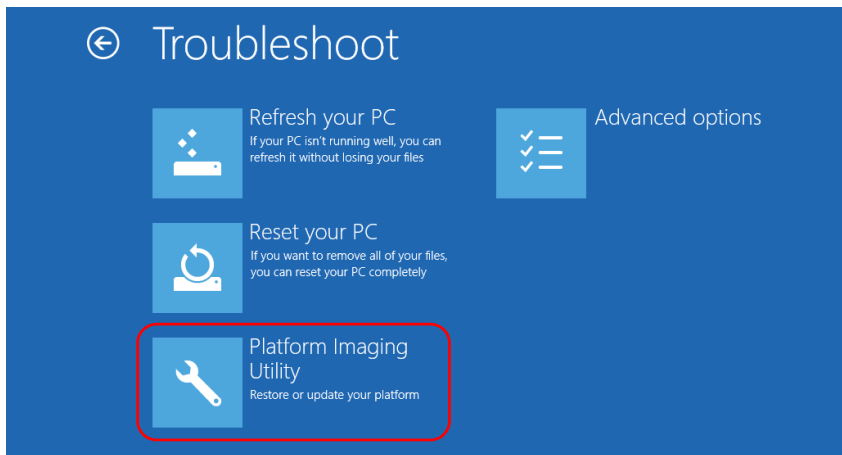 Troubleshoot
Refresh your PC
If your PC isn't running well, you can
refresh it without losing your files
Advanced options
Reset your PC
If you want to remove all of your files,
you can reset your PC completely
Platform Imaging
Utility
Restore or update your platform